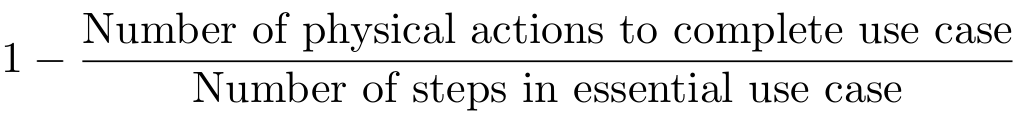 1 − Number of physical actions to complete use case
Number of steps in essential use case